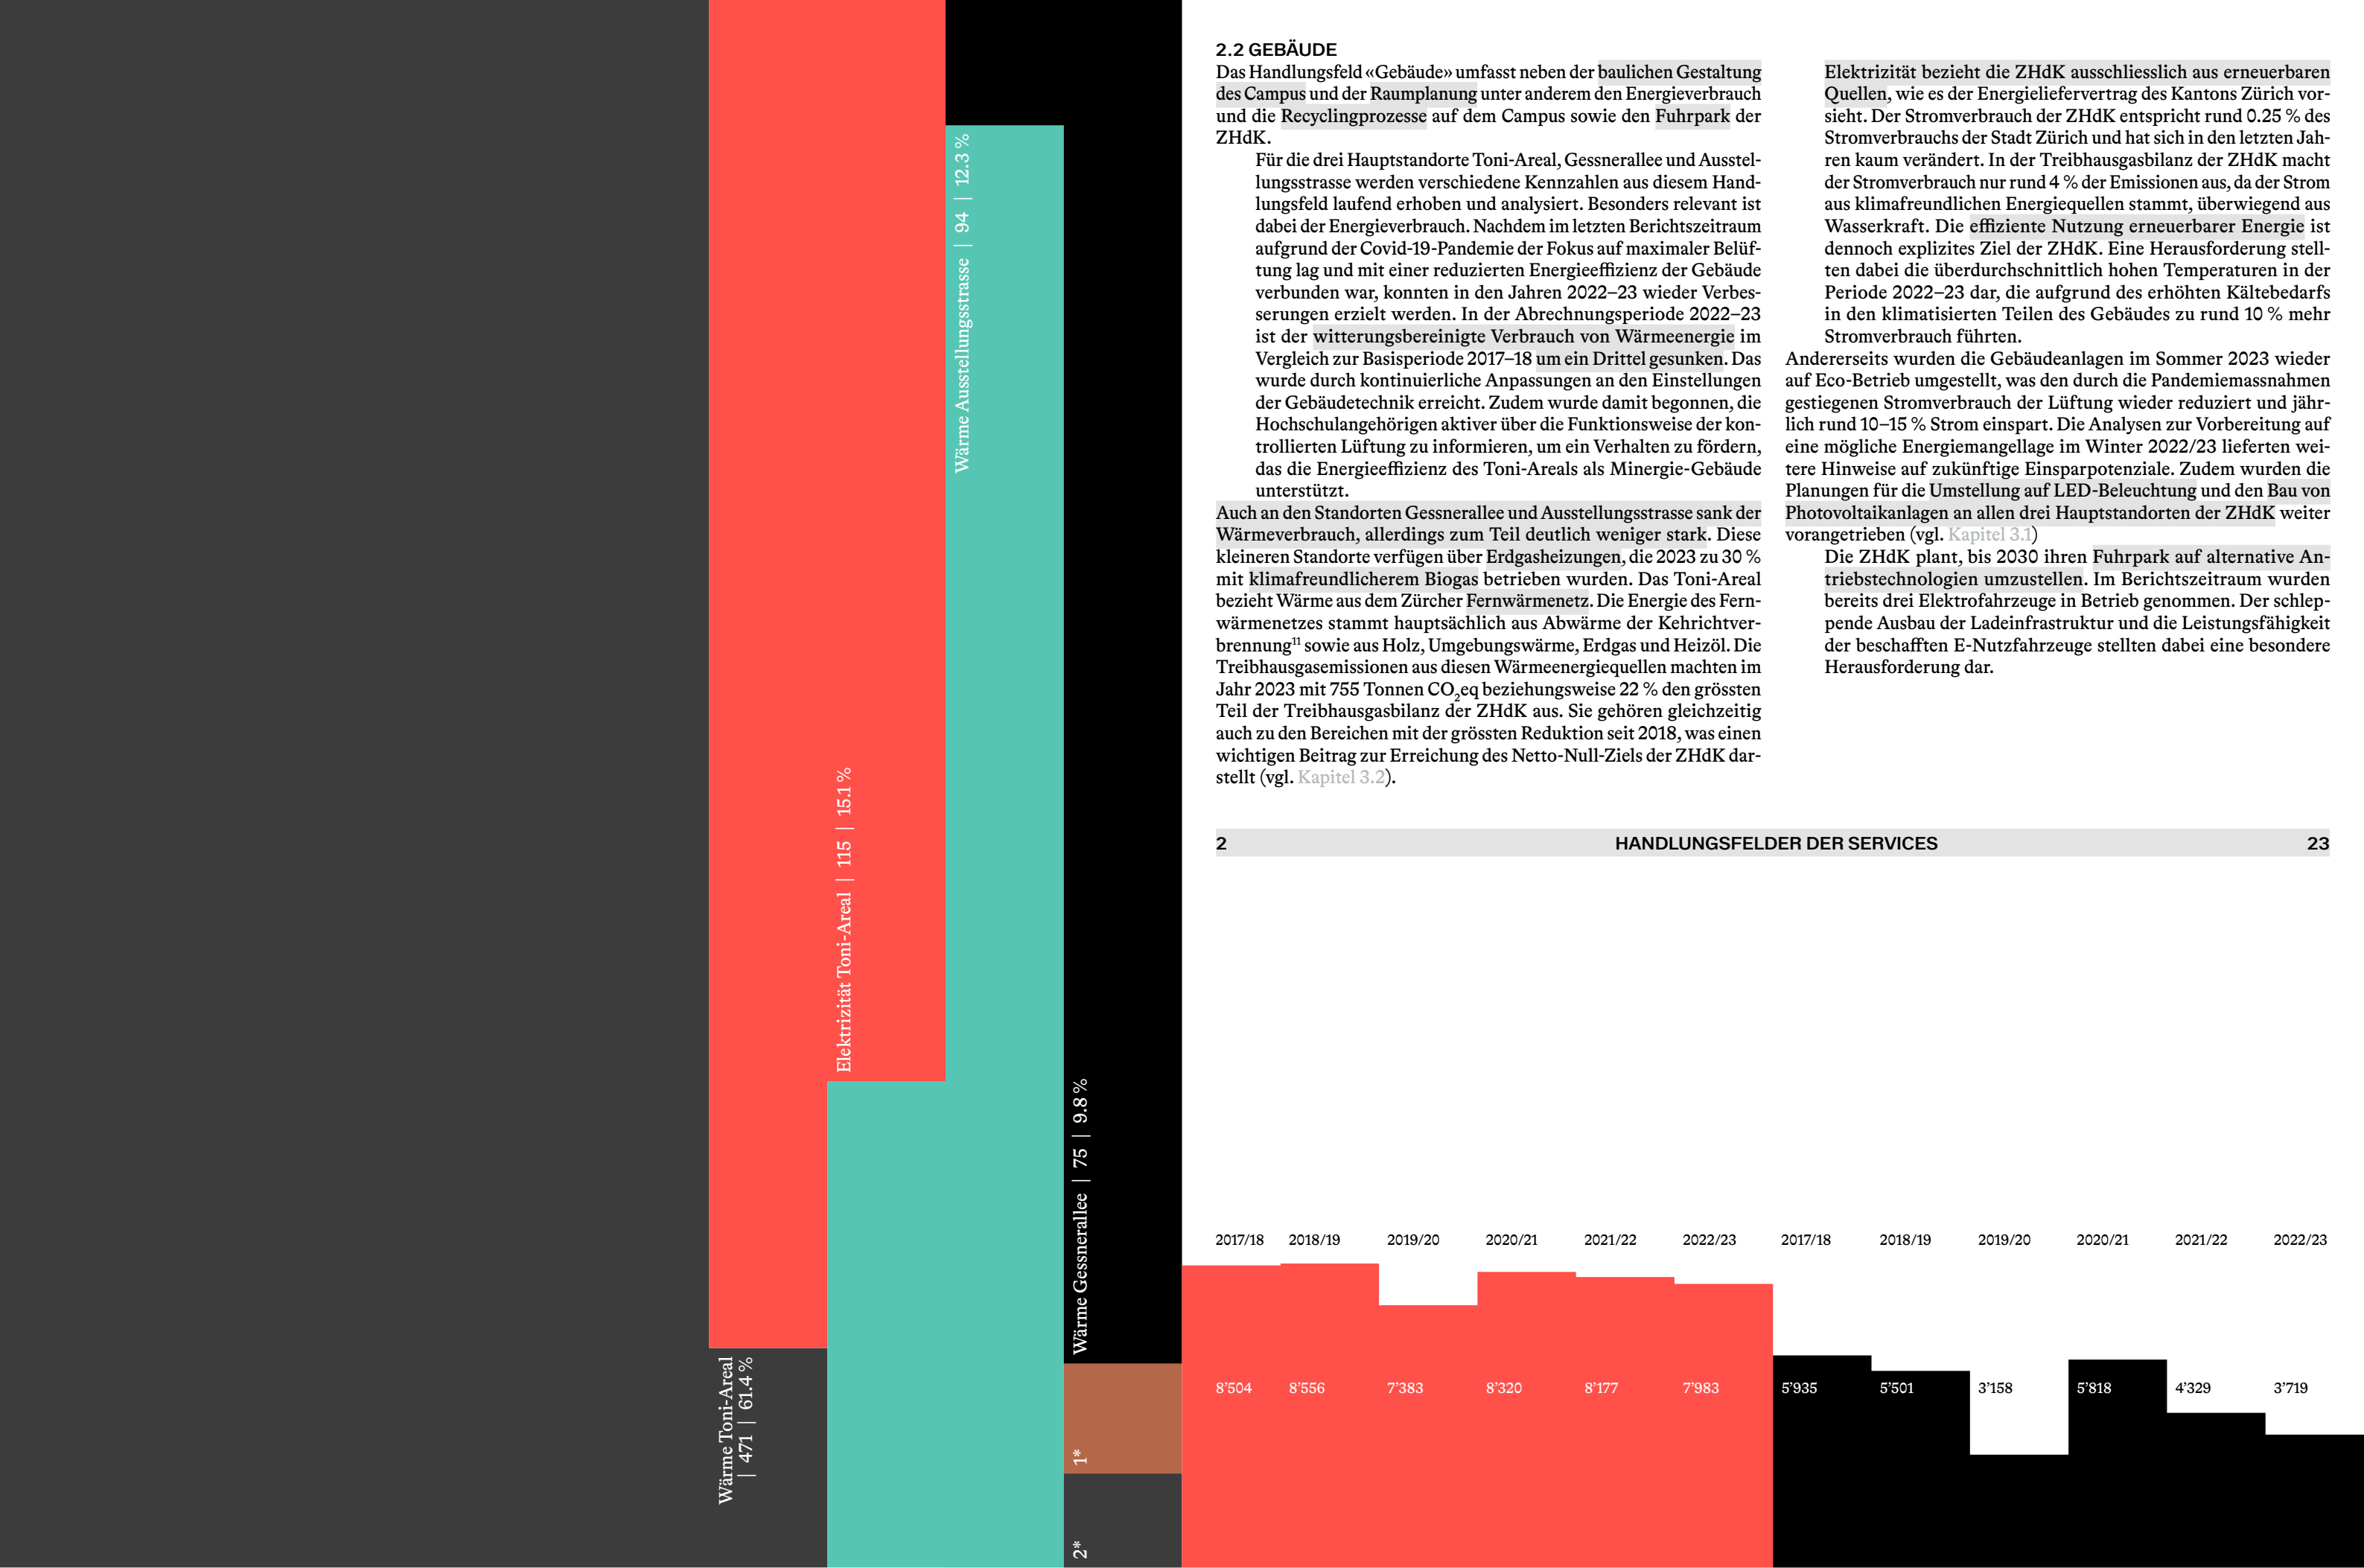 Wärme Toni-Areal
| 471 | 61.4 %
Elektrizität Toni-Areal | 115 | 15.1 %
Wärme Ausstellungsstrasse | 94 | 12.3 %
Wärme Gessnerallee | 75 | 9.8 %
1*
2*
2.2 GEBÄUDE
Das Handlungsfeld «Gebäude» umfasst neben der baulichen Gestaltung
des Campus und der Raumplanung unter anderem den Energieverbrauch
und die Recyclingprozesse auf dem Campus sowie den Fuhrpark der
ZHdK.
Für die drei Hauptstandorte Toni-Areal, Gessnerallee und Ausstel-
lungsstrasse werden verschiedene Kennzahlen aus diesem Hand-
lungsfeld laufend erhoben und analysiert. Besonders relevant ist
dabei der Energieverbrauch. Nachdem im letzten Berichtszeitraum
aufgrund der Covid-19-Pandemie der Fokus auf maximaler Belüf-
tung lag und mit einer reduzierten Energieeffizienz der Gebäude
verbunden war, konnten in den Jahren 2022–23 wieder Verbes-
serungen erzielt werden. In der Abrechnungsperiode 2022–23
ist der witterungsbereinigte Verbrauch von Wärmeenergie im
Vergleich zur Basisperiode 2017–18 um ein Drittel gesunken. Das
wurde durch kontinuierliche Anpassungen an den Einstellungen
der Gebäudetechnik erreicht. Zudem wurde damit begonnen, die
Hochschulangehörigen aktiver über die Funktionsweise der kon-
trollierten Lüftung zu informieren, um ein Verhalten zu fördern,
das die Energieeffizienz des Toni-Areals als Minergie-Gebäude
unterstützt.
Auch an den Standorten Gessnerallee und Ausstellungsstrasse sank der
Wärmeverbrauch, allerdings zum Teil deutlich weniger stark. Diese
kleineren Standorte verfügen über Erdgasheizungen, die 2023 zu 30 %
mit klimafreundlicherem Biogas betrieben wurden. Das Toni-Areal
bezieht Wärme aus dem Zürcher Fernwärmenetz. Die Energie des Fern-
wärmenetzes stammt hauptsächlich aus Abwärme der Kehrichtver-
brennung¹¹ sowie aus Holz, Umgebungswärme, Erdgas und Heizöl. Die
Treibhausgasemissionen aus diesen Wärmeenergiequellen machten im
Jahr 2023 mit 755 Tonnen CO₂eq beziehungsweise 22 % den grössten
Teil der Treibhausgasbilanz der ZHdK aus. Sie gehören gleichzeitig
auch zu den Bereichen mit der grössten Reduktion seit 2018, was einen
wichtigen Beitrag zur Erreichung des Netto-Null-Ziels der ZHdK dar-
stellt (vgl. Kapitel 3.2).
Elektrizität bezieht die ZHdK ausschliesslich aus erneuerbaren
Quellen, wie es der Energieliefervertrag des Kantons Zürich vor-
sieht. Der Stromverbrauch der ZHdK entspricht rund 0.25 % des
Stromverbrauchs der Stadt Zürich und hat sich in den letzten Jah-
ren kaum verändert. In der Treibhausgasbilanz der ZHdK macht
der Stromverbrauch nur rund 4 % der Emissionen aus, da der Strom
aus klimafreundlichen Energiequellen stammt, überwiegend aus
Wasserkraft. Die effiziente Nutzung erneuerbarer Energie ist
dennoch explizites Ziel der ZHdK. Eine Herausforderung stell-
ten dabei die überdurchschnittlich hohen Temperaturen in der
Periode 2022–23 dar, die aufgrund des erhöhten Kältebedarfs
in den klimatisierten Teilen des Gebäudes zu rund 10 % mehr
Stromverbrauch führten.
Andererseits wurden die Gebäudeanlagen im Sommer 2023 wieder
auf Eco-Betrieb umgestellt, was den durch die Pandemiemassnahmen
gestiegenen Stromverbrauch der Lüftung wieder reduziert und jähr-
lich rund 10–15 % Strom einspart. Die Analysen zur Vorbereitung auf
eine mögliche Energiemangellage im Winter 2022/23 lieferten wei-
tere Hinweise auf zukünftige Einsparpotenziale. Zudem wurden die
Planungen für die Umstellung auf LED-Beleuchtung und den Bau von
Photovoltaikanlagen an allen drei Hauptstandorten der ZHdK weiter
vorangetrieben (vgl. Kapitel 3.1)
Die ZHdK plant, bis 2030 ihren Fuhrpark auf alternative An-
triebstechnologien umzustellen. Im Berichtszeitraum wurden
bereits drei Elektrofahrzeuge in Betrieb genommen. Der schlep-
pende Ausbau der Ladeinfrastruktur und die Leistungsfähigkeit
der beschafften E-Nutzfahrzeuge stellten dabei eine besondere
Herausforderung dar.
2 HANDLUNGSFELDER DER SERVICES 23
2017/18 2018/19 2019/20 2020/21 2021/22 2022/23 2017/18 2018/19 2019/20 2020/21 2021/22 2022/23
8'504 8'556 7'383 8'320 8'177 7'983 5'935 5'501 3'158 5'818 4'329 3'719